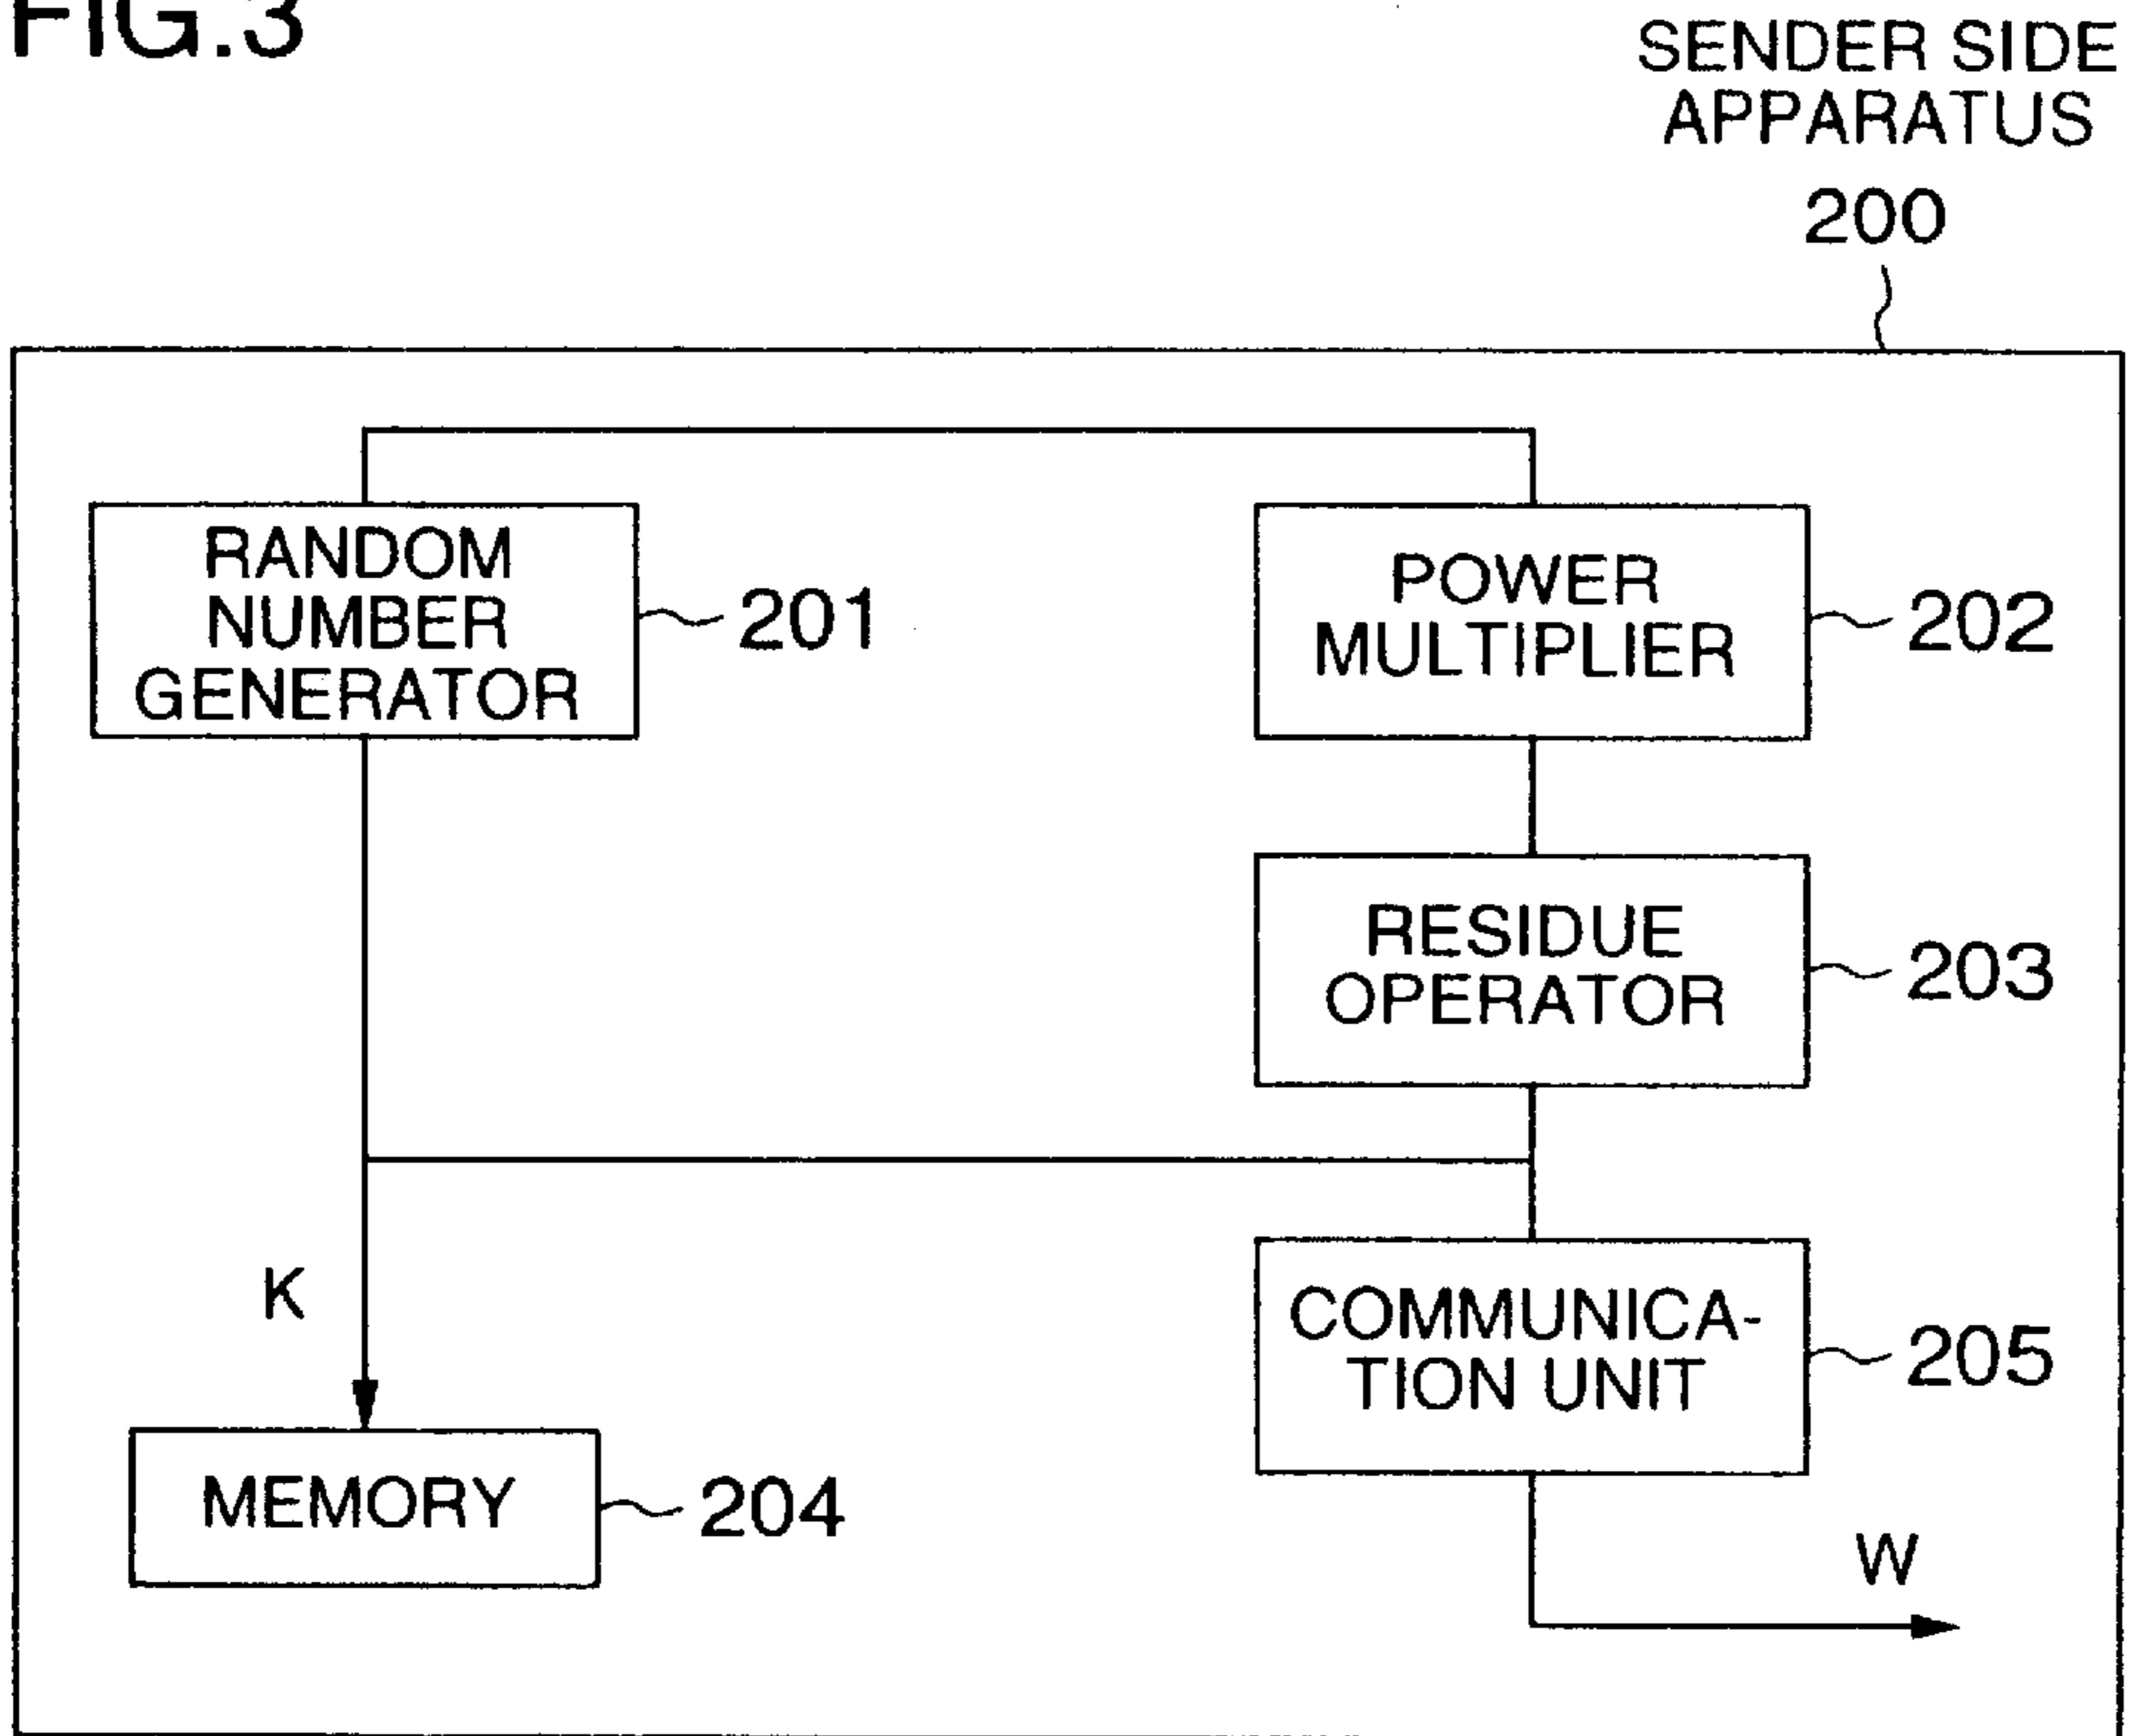 FIG.3
SENDER SIDE
APPARATUS
200
RANDOM
NUMBER
GENERATOR
201
POWER
MULTIPLIER
202
RESIDUE
OPERATOR
203
K
COMMUNICA-
TION UNIT
205
MEMORY
204
W